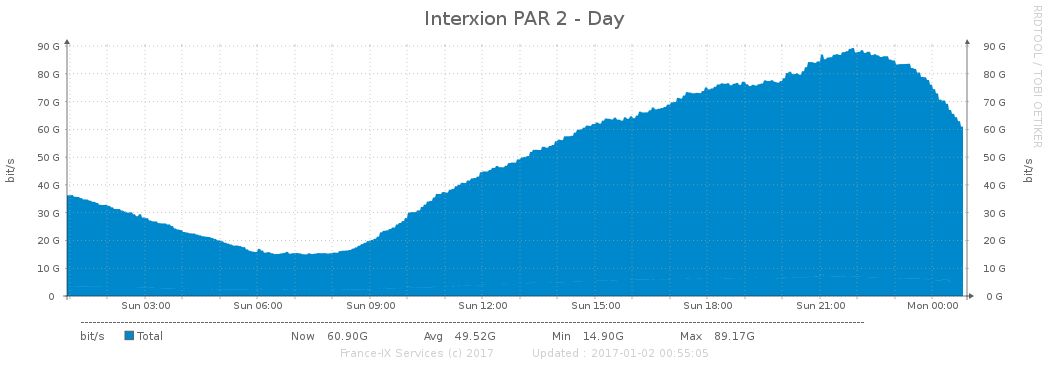 Interxion PAR 2 - Day
RRDTOOL / TOBI OETIKER
90 G 90 G
80 G 80 G
70 G 70 G
60 G 60 G
50 G 50 G
40 G 40 G
30 G 30 G
20 G 20 G
10 G 10 G
0 0 G
bit/s bit/s
Sun 03:00 Sun 06:00 Sun 09:00 Sun 12:00 Sun 15:00 Sun 18:00 Sun 21:00 Mon 00:00
bit/s Total Now 60.90G Avg 49.52G Min 14.90G Max 89.17G
France-IX Services (c) 2017 Updated : 2017-01-02 00:55:05